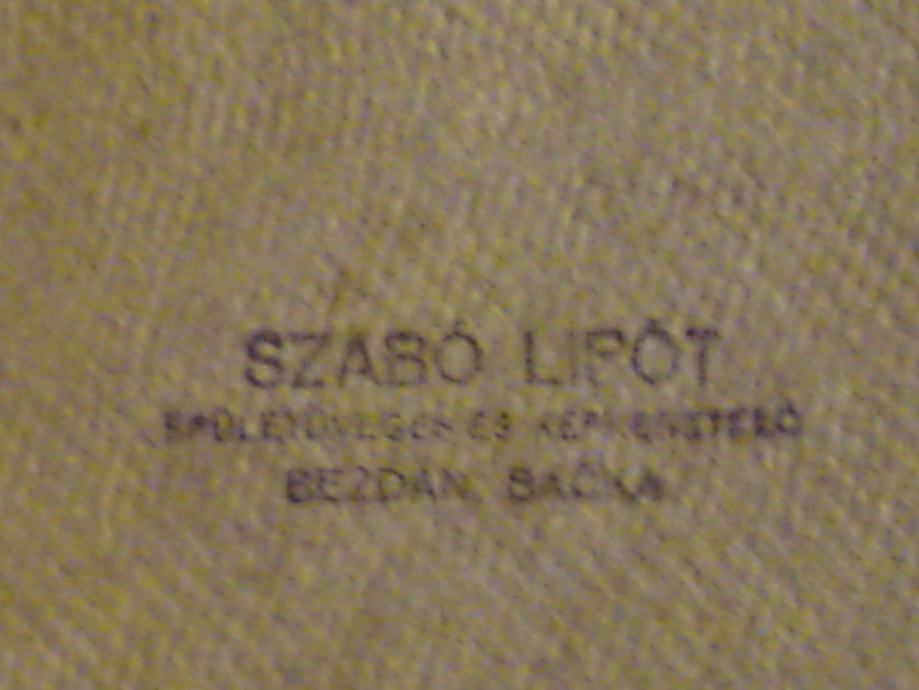 SZABÓ LIPÓT
ÉPÜLETÜVEGES ÉS KÉPKERETEZŐ
BEZDAN, BAČKA